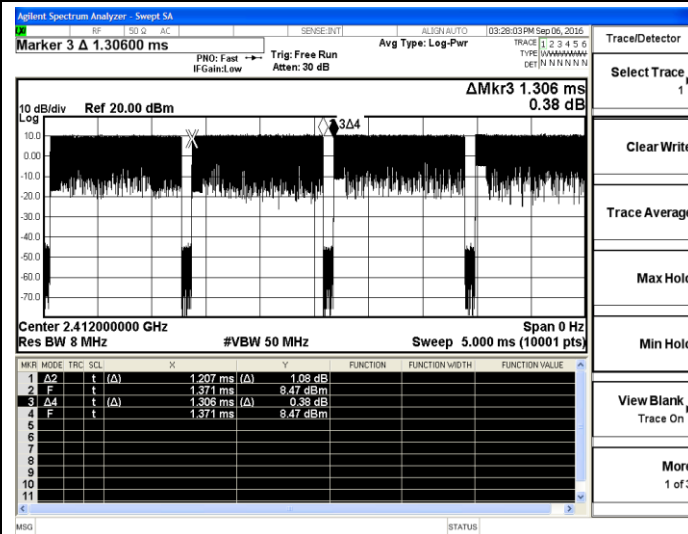 Agilent Spectrum Analyzer - Swept SA
RF 50 Ω AC SENSE:INT ALIGN AUTO 03:28:03 PM Sep 06, 2016
Marker 3 Δ 1.30600 ms
PNO: Fast
IFGain:Low
Trig: Free Run
Atten: 30 dB
Avg Type: Log-Pwr
TRACE 1 2 3 4 5 6
TYPE
DET N N N N N N
ΔMkr3 1.306 ms
0.38 dB
10 dB/div Ref 20.00 dBm
Log
10.0
0.00
-10.0
-20.0
-30.0
-40.0
-50.0
-60.0
-70.0
3Δ4
Center 2.412000000 GHz Span 0 Hz
Res BW 8 MHz #VBW 50 MHz Sweep 5.000 ms (10001 pts)
MKR MODE TRC SCL X Y FUNCTION FUNCTION WIDTH FUNCTION VALUE
1 Δ2 t (Δ) 1.207 ms (Δ) 1.08 dB
2 F t 1.371 ms 8.47 dBm
3 Δ4 t (Δ) 1.306 ms (Δ) 0.38 dB
4 F t 1.371 ms 8.47 dBm
5
6
7
8
9
10
11
MSG STATUS
Trace/Detector
Select Trace
1
Clear Write
Trace Average
Max Hold
Min Hold
View Blank
Trace On
More
1 of 3